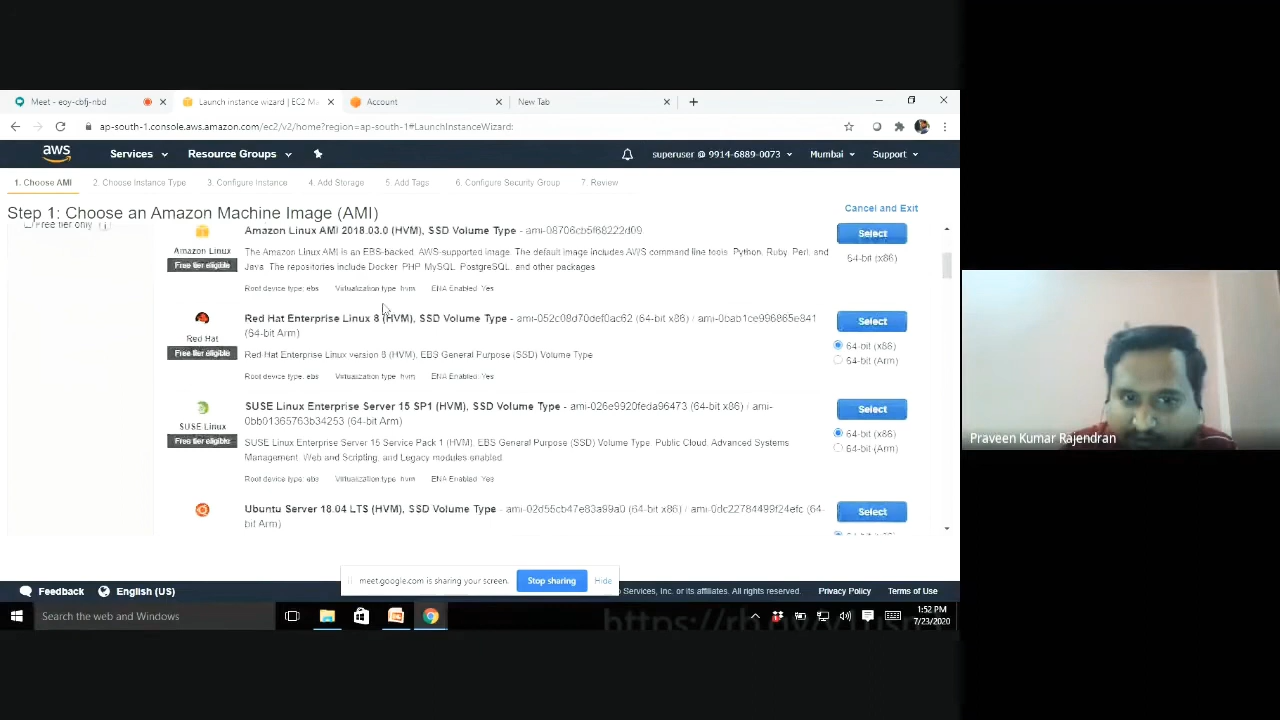 Meet - eoy-cbfj-nbd
Launch instance wizard | EC2 Ma
Account
New Tab
ap-south-1.console.aws.amazon.com/ec2/v2/home?region=ap-south-1#LaunchInstanceWizard:
aws
Services
Resource Groups
superuser @ 9914-6889-0073
Mumbai
Support
1. Choose AMI
2. Choose Instance Type
3. Configure Instance
4. Add Storage
5. Add Tags
6. Configure Security Group
7. Review
Step 1: Choose an Amazon Machine Image (AMI)
Cancel and Exit
Free tier only
Amazon Linux
Free tier eligible
Amazon Linux AMI 2018.03.0 (HVM), SSD Volume Type - ami-08706cb5f68222d09
The Amazon Linux AMI is an EBS-backed, AWS-supported image. The default image includes AWS command line tools, Python, Ruby, Perl, and
Java. The repositories include Docker, PHP, MySQL, PostgreSQL, and other packages
Root device type: ebs Virtualization type: hvm ENA Enabled: Yes
Select
64-bit (x86)
Red Hat
Free tier eligible
Red Hat Enterprise Linux 8 (HVM), SSD Volume Type - ami-052c08d70def0ac62 (64-bit x86) / ami-0bab1ce996865e841
(64-bit Arm)
Red Hat Enterprise Linux version 8 (HVM), EBS General Purpose (SSD) Volume Type
Root device type: ebs Virtualization type: hvm ENA Enabled: Yes
Select
64-bit (x86)
64-bit (Arm)
SUSE Linux
Free tier eligible
SUSE Linux Enterprise Server 15 SP1 (HVM), SSD Volume Type - ami-026e9920feda96473 (64-bit x86) / ami-
0bb01365763b34253 (64-bit Arm)
SUSE Linux Enterprise Server 15 Service Pack 1 (HVM), EBS General Purpose (SSD) Volume Type. Public Cloud, Advanced Systems
Management, Web and Scripting, and Legacy modules enabled.
Root device type: ebs Virtualization type: hvm ENA Enabled: Yes
Select
64-bit (x86)
64-bit (Arm)
Ubuntu Server 18.04 LTS (HVM), SSD Volume Type - ami-02d55cb47e83a99a0 (64-bit x86) / ami-0dc22784499f24efc (64-
bit Arm)
Select
meet.google.com is sharing your screen.
Stop sharing
Hide
Feedback
English (US)
Services, Inc. or its affiliates. All rights reserved.
Privacy Policy
Terms of Use
Search the web and Windows
1:52 PM
7/23/2020
Praveen Kumar Rajendran